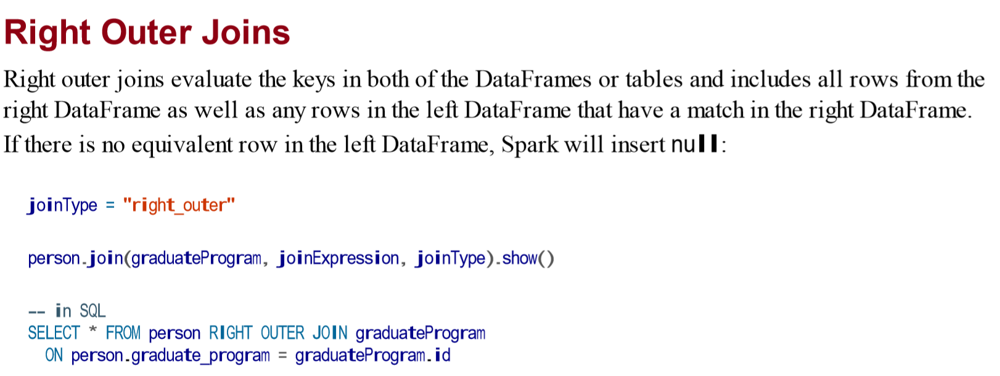 Right Outer Joins
Right outer joins evaluate the keys in both of the DataFrames or tables and includes all rows from the
right DataFrame as well as any rows in the left DataFrame that have a match in the right DataFrame.
If there is no equivalent row in the left DataFrame, Spark will insert null:
joinType = "right_outer"
person.join(graduateProgram, joinExpression, joinType).show()
-- in SQL
SELECT * FROM person RIGHT OUTER JOIN graduateProgram
ON person.graduate_program = graduateProgram.id